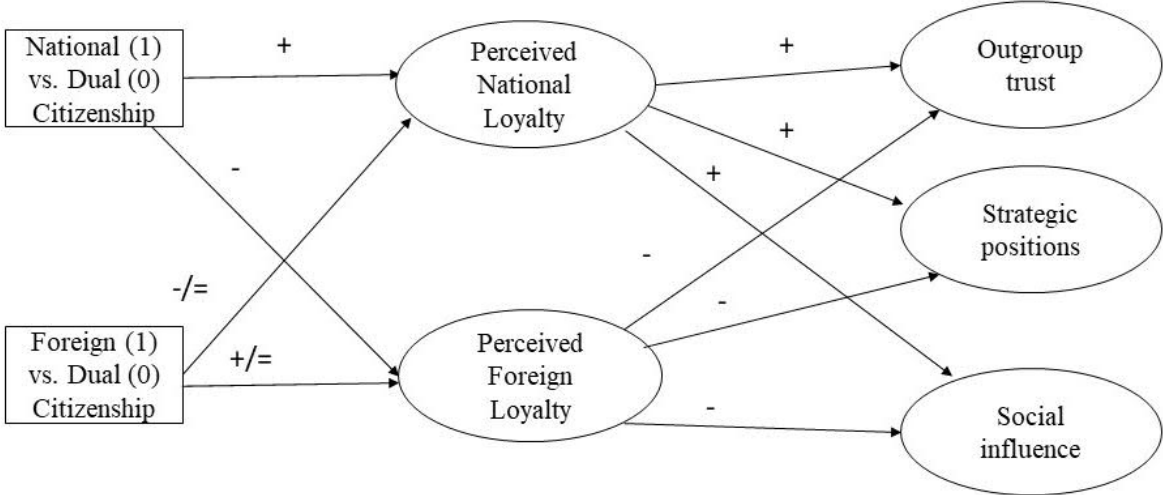 National (1)
vs. Dual (0)
Citizenship
+
-
Foreign (1)
vs. Dual (0)
Citizenship
-/=
+/=
Perceived
National
Loyalty
+
+
+
Perceived
Foreign
Loyalty
-
-
-
Outgroup
trust
Strategic
positions
Social
influence